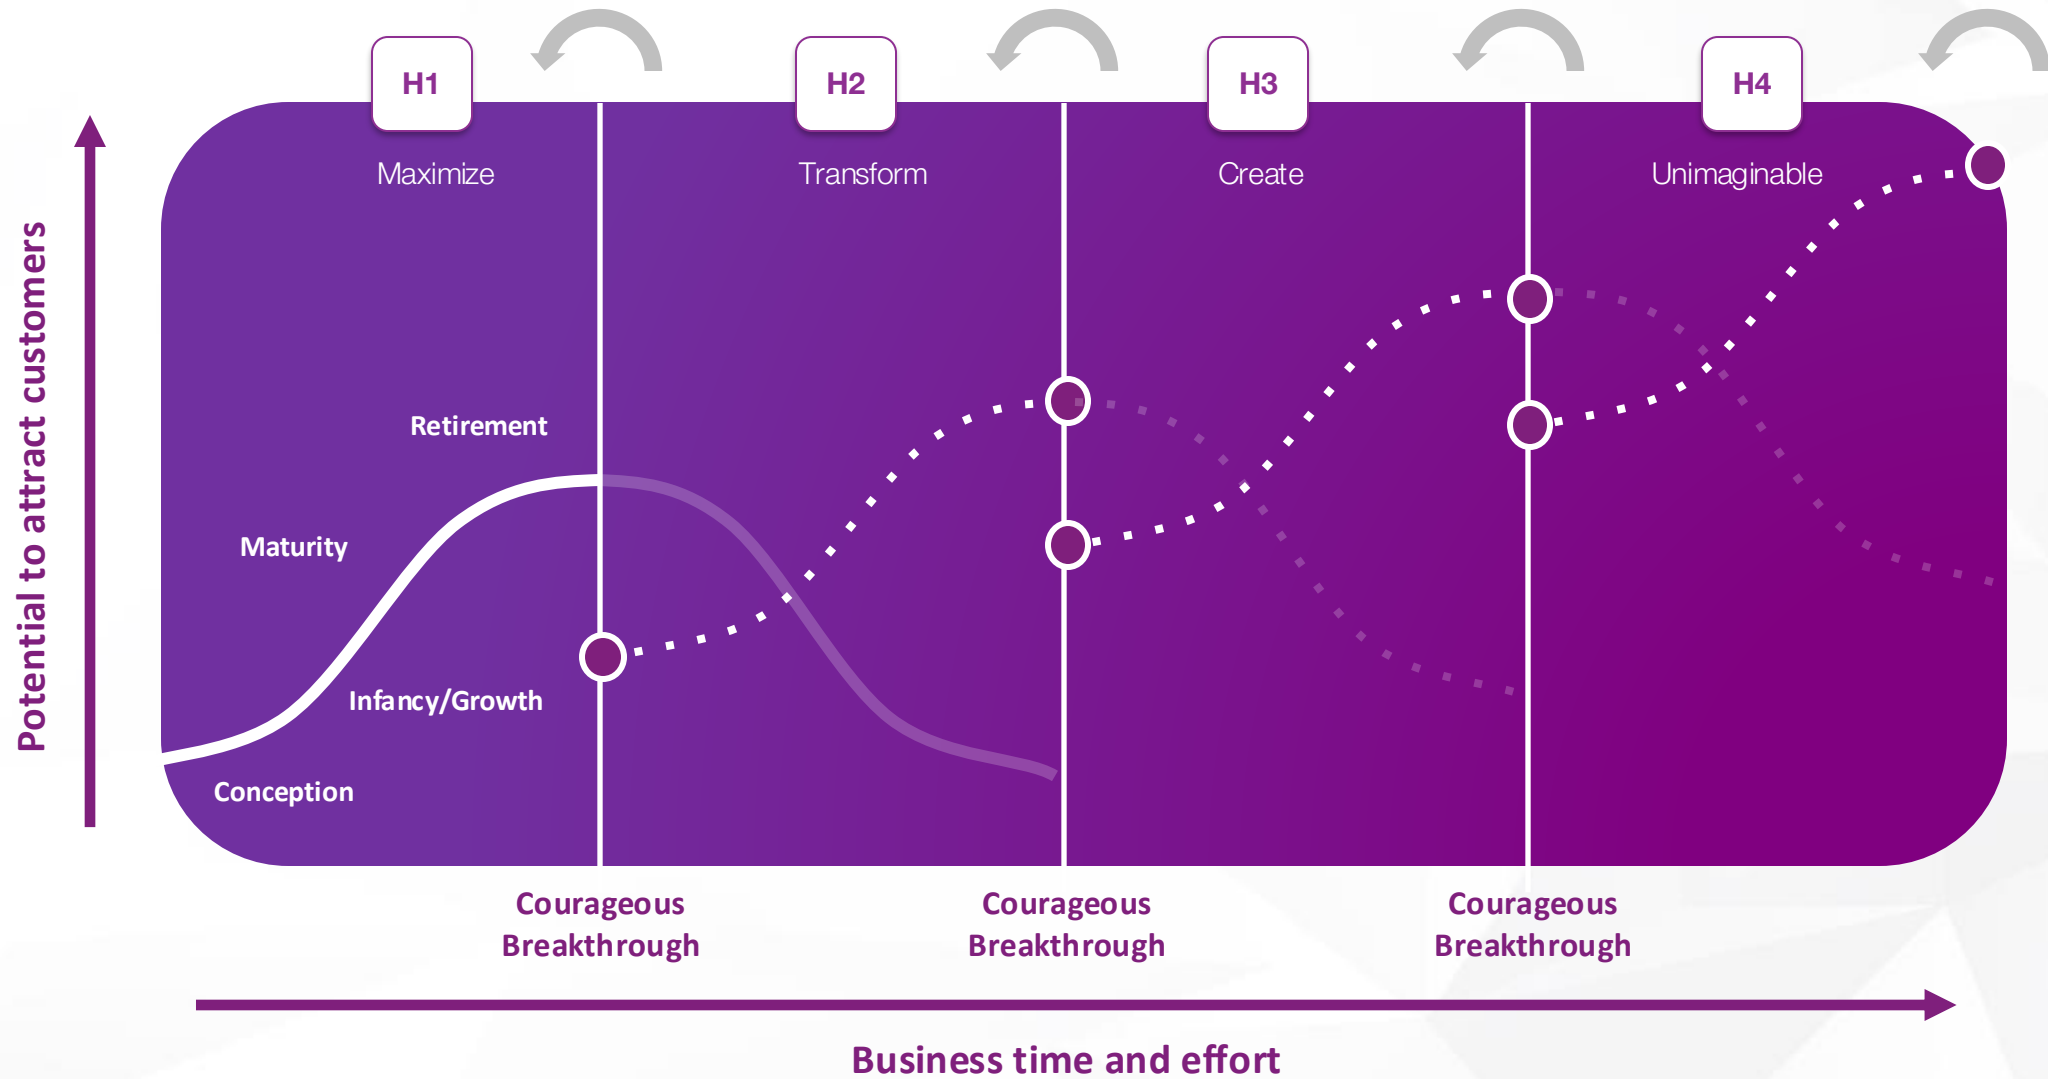 H1
H2
H3
H4
Maximize
Transform
Create
Unimaginable
Potential to attract customers
Retirement
Maturity
Infancy/Growth
Conception
Courageous
Breakthrough
Courageous
Breakthrough
Courageous
Breakthrough
Business time and effort